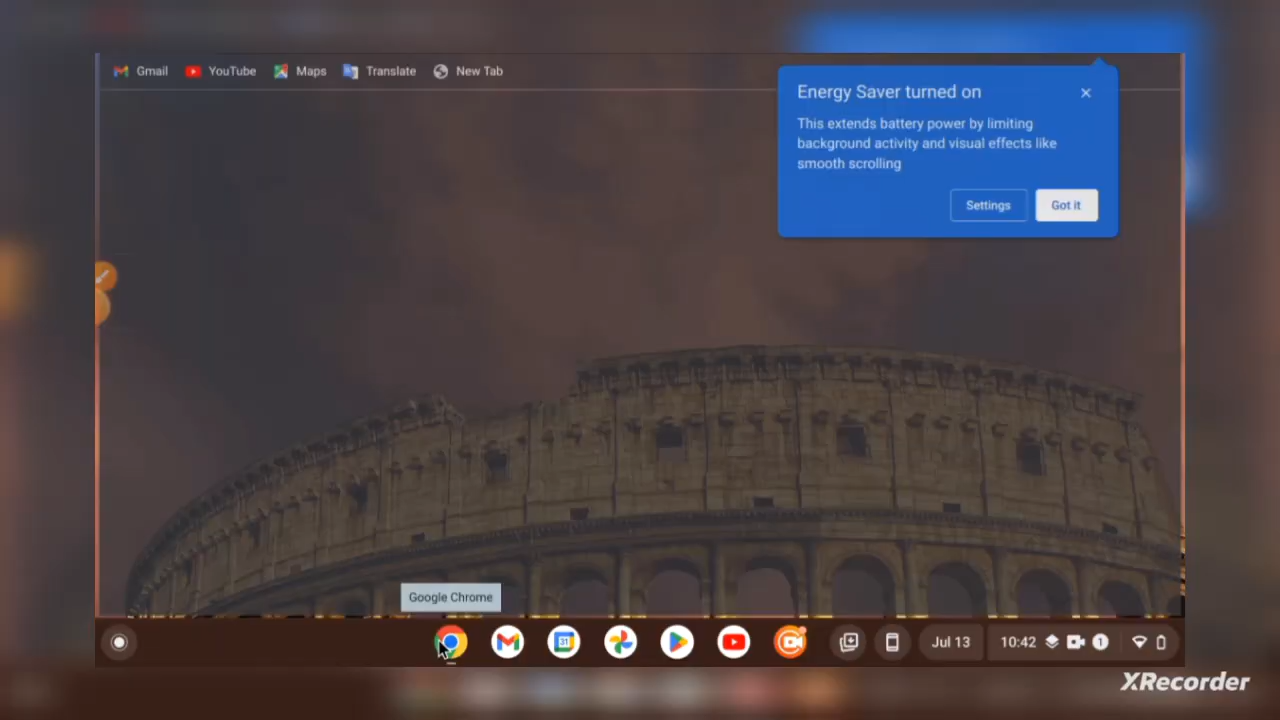 Gmail YouTube Maps Translate New Tab
Energy Saver turned on
This extends battery power by limiting
background activity and visual effects like
smooth scrolling
Settings Got it
Google Chrome
31
Jul 13 10:42 1
XRecorder